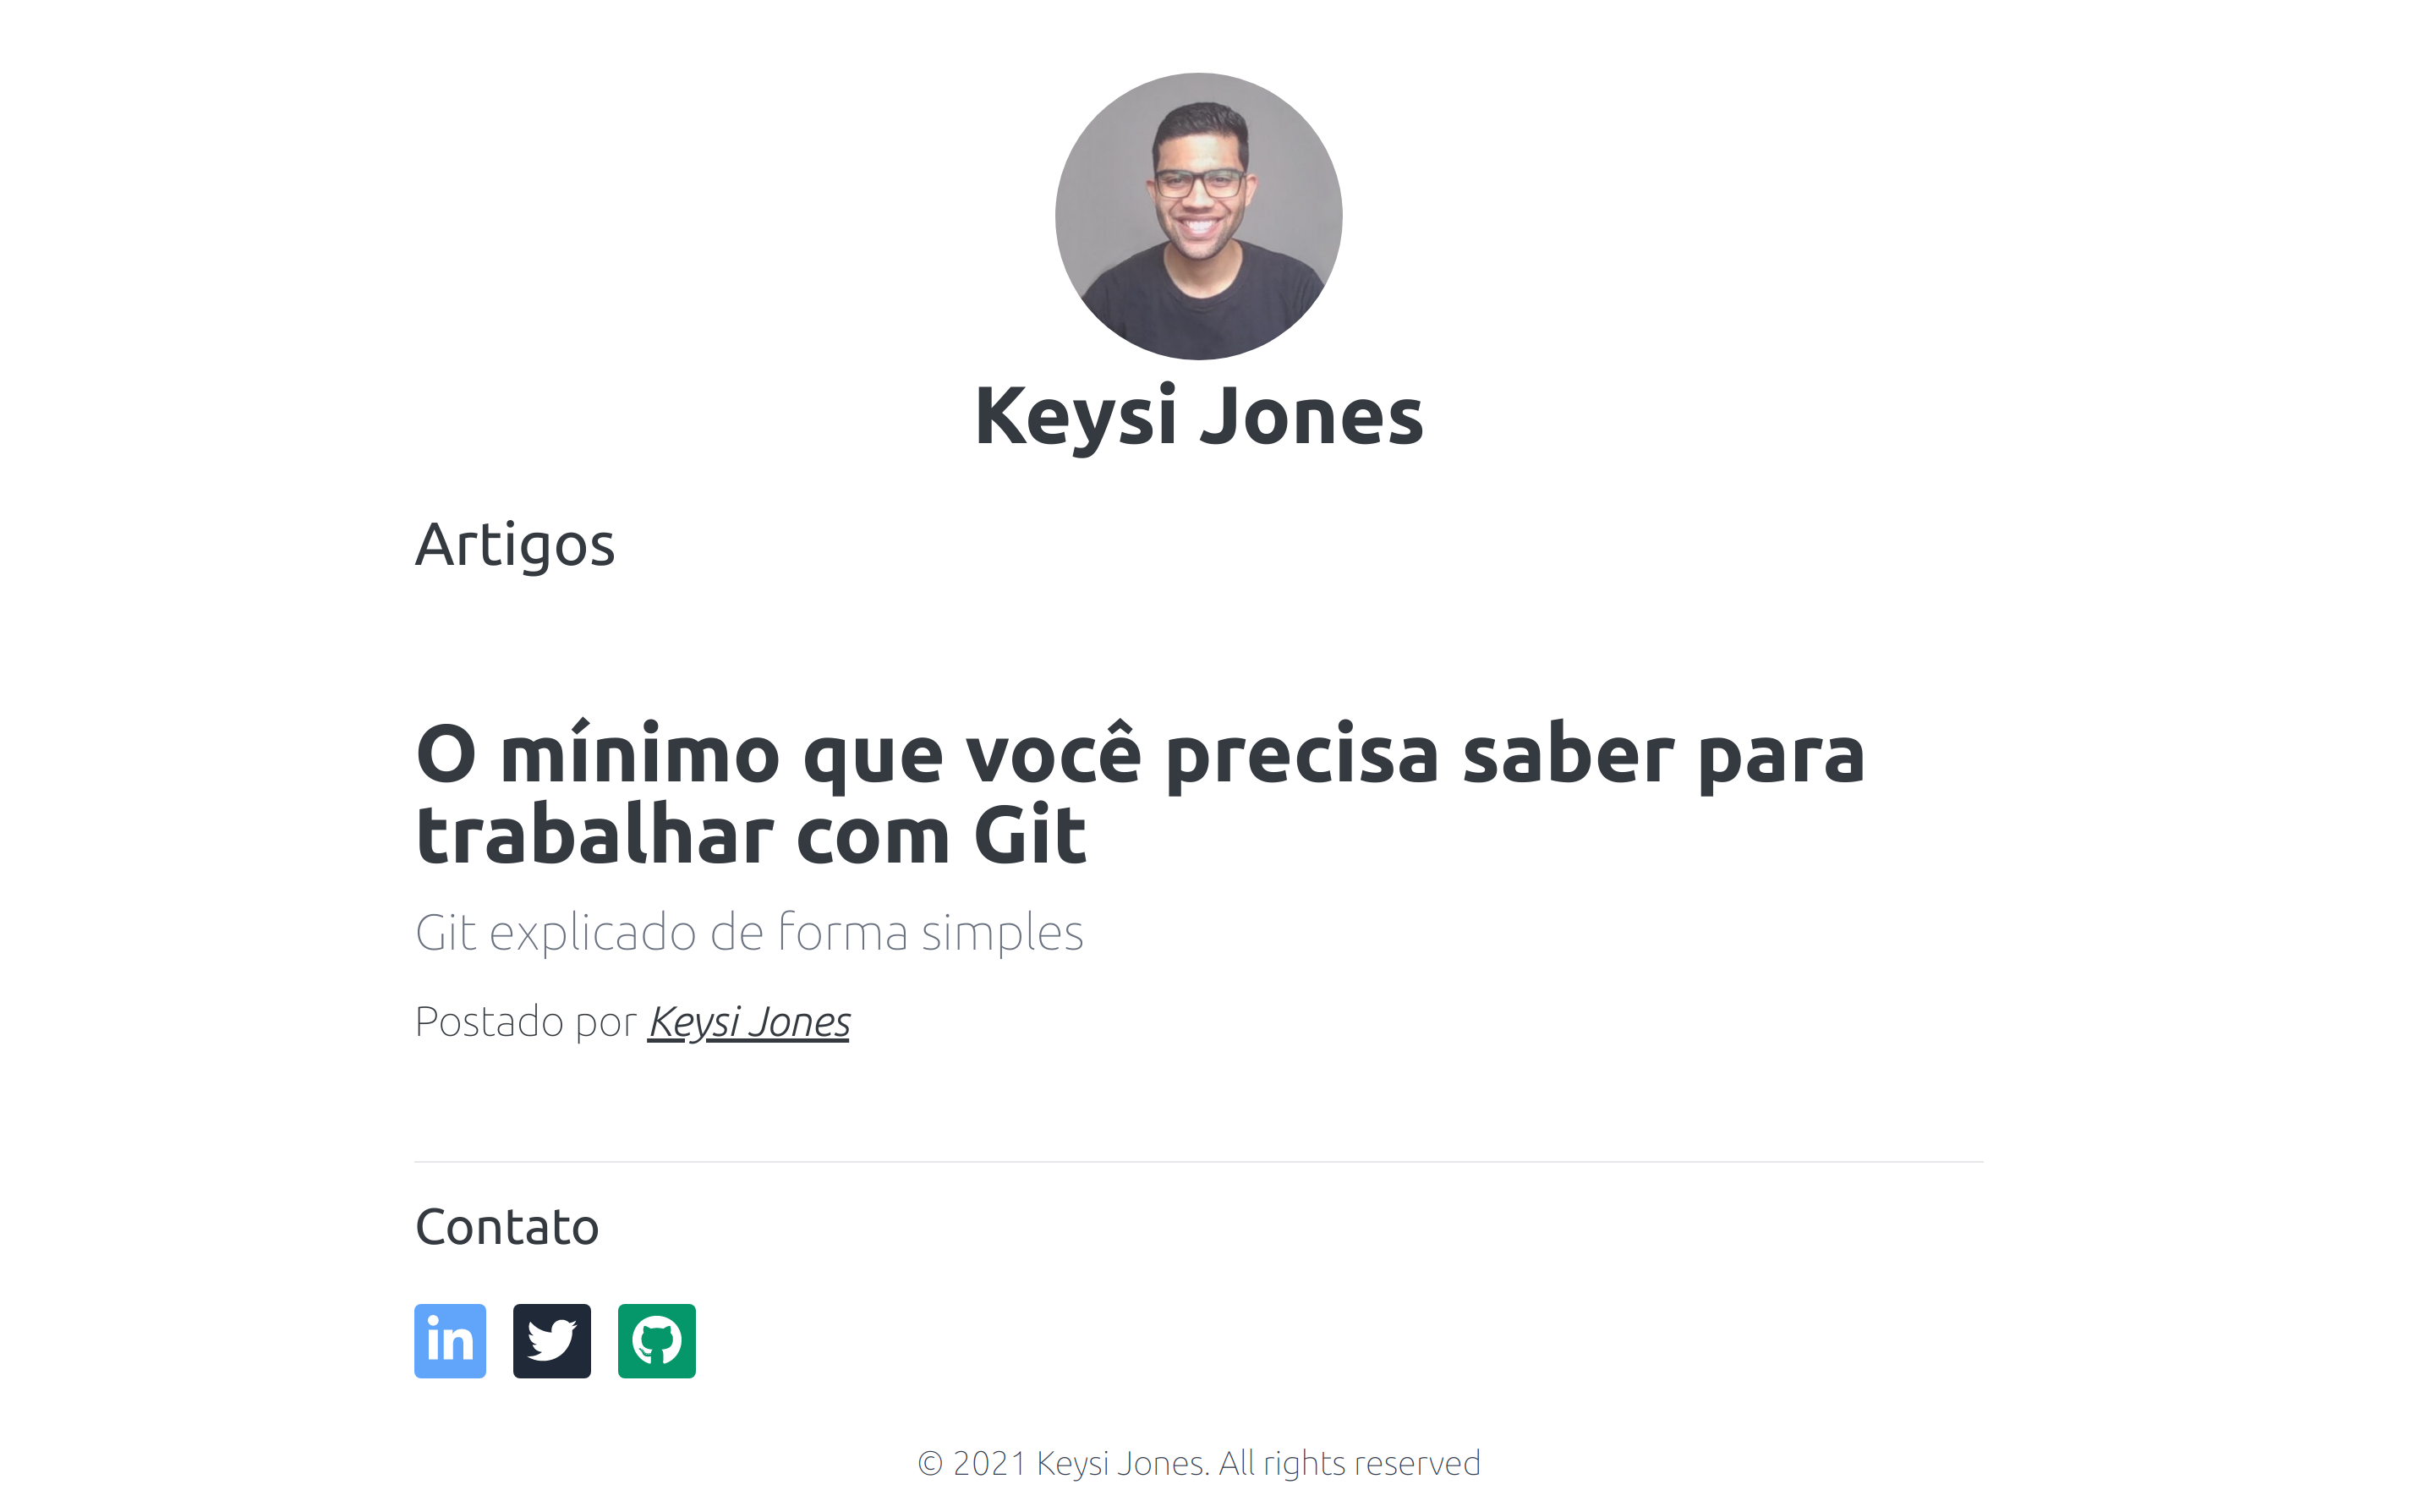 Keysi Jones
Artigos
O mínimo que você precisa saber para
trabalhar com Git
Git explicado de forma simples
Postado por Keysi Jones
Contato
in
© 2021 Keysi Jones. All rights reserved